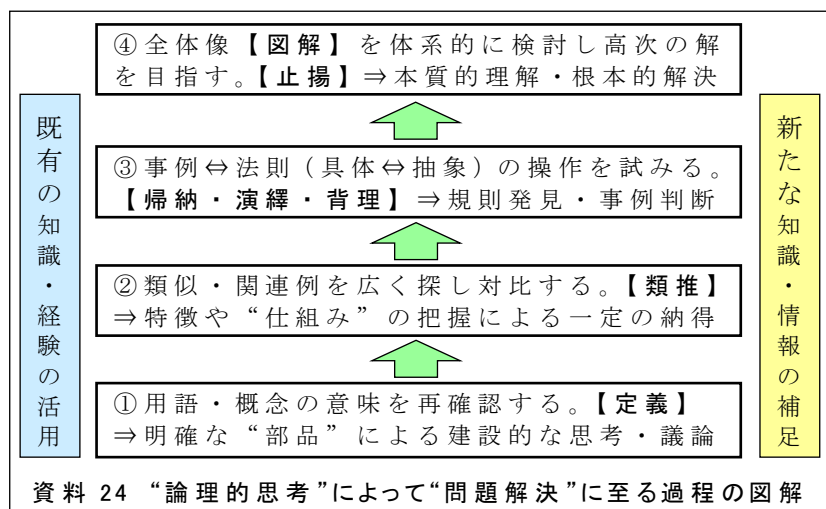 ④全体像【図解】を体系的に検討し高次の解
を目指す。【止揚】⇒本質的理解・根本的解決
既有の知識・経験の活用
新たな知識・情報の補足
③事例⇔法則（具体⇔抽象）の操作を試みる。
【帰納・演繹・背理】⇒規則発見・事例判断
②類似・関連例を広く探し対比する。【類推】
⇒特徴や“仕組み”の把握による一定の納得
①用語・概念の意味を再確認する。【定義】
⇒明確な“部品”による建設的な思考・議論
資料 24 “論理的思考”によって“問題解決”に至る過程の図解